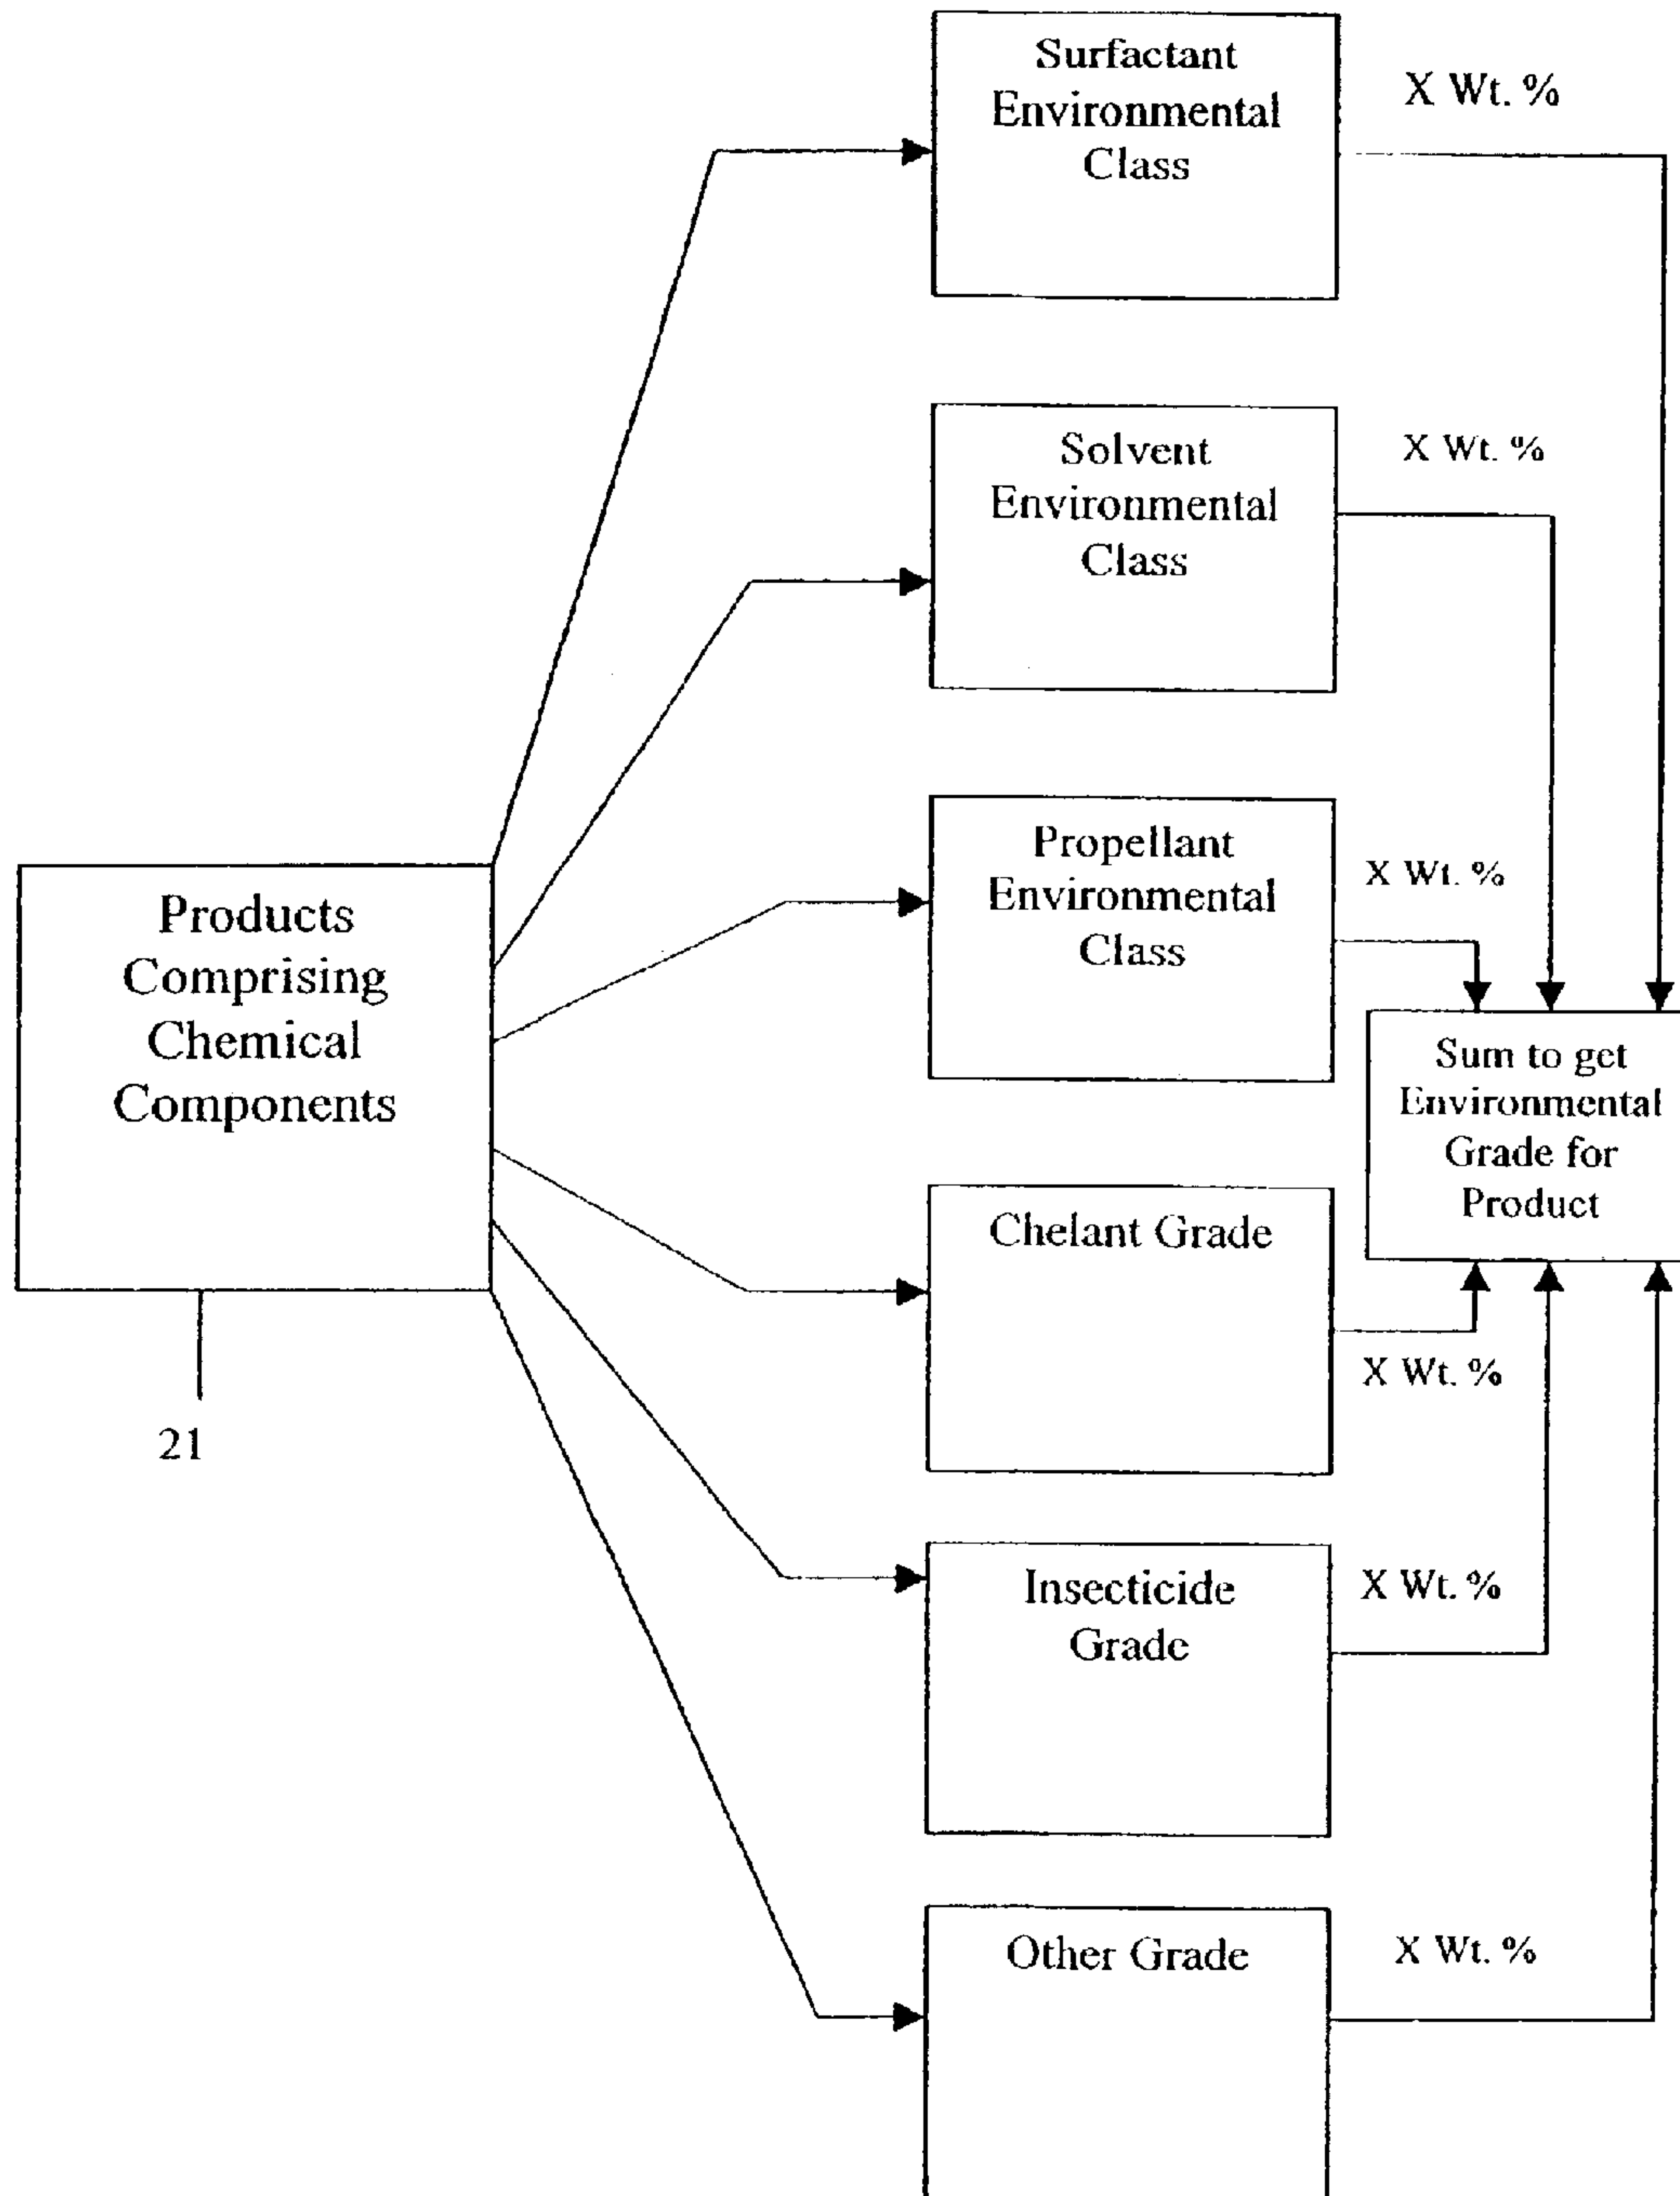 Surfactant
Environmental
Class
X Wt. %
Solvent
Environmental
Class
X Wt. %
Propellant
Environmental
Class
X Wt. %
Products
Comprising
Chemical
Components
21
Sum to get
Environmental
Grade for
Product
Chelant Grade
X Wt. %
Insecticide
Grade
X Wt. %
Other Grade
X Wt. %